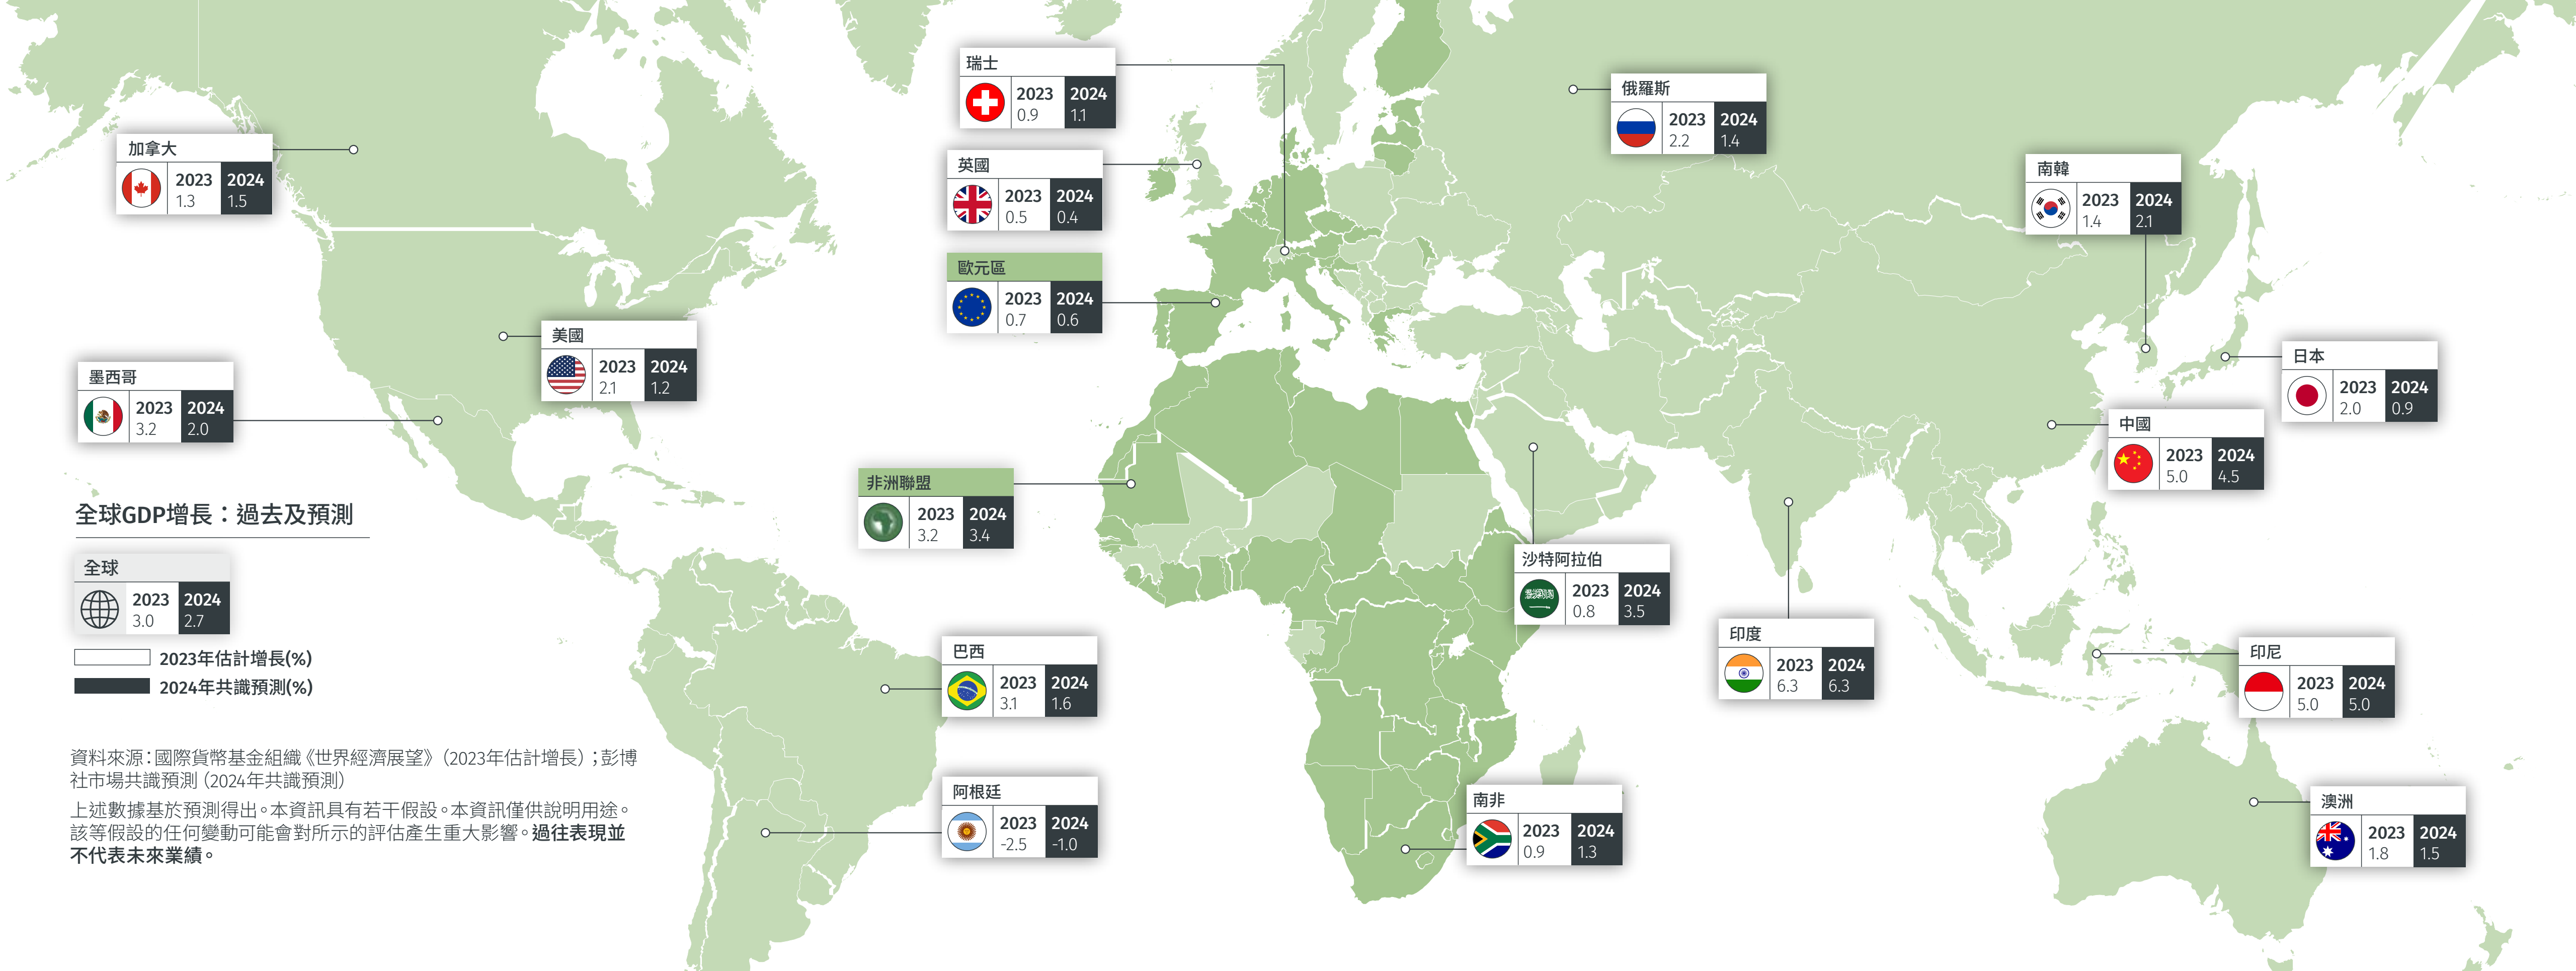 瑞士
2023 2024
0.9 1.1
俄羅斯
2023 2024
2.2 1.4
加拿大
2023 2024
1.3 1.5
英國
2023 2024
0.5 0.4
南韓
2023 2024
1.4 2.1
歐元區
2023 2024
0.7 0.6
美國
2023 2024
2.1 1.2
日本
2023 2024
2.0 0.9
墨西哥
2023 2024
3.2 2.0
中國
2023 2024
5.0 4.5
非洲聯盟
2023 2024
3.2 3.4
沙特阿拉伯
2023 2024
0.8 3.5
印度
2023 2024
6.3 6.3
巴西
2023 2024
3.1 1.6
印尼
2023 2024
5.0 5.0
阿根廷
2023 2024
-2.5 -1.0
南非
2023 2024
0.9 1.3
澳洲
2023 2024
1.8 1.5
全球GDP增長：過去及預測
全球
2023 2024
3.0 2.7
2023年估計增長(%)
2024年共識預測(%)
資料來源：國際貨幣基金組織《世界經濟展望》（2023年估計增長）；彭博
社市場共識預測（2024年共識預測）
上述數據基於預測得出。本資訊具有若干假設。本資訊僅供說明用途。
該等假設的任何變動可能會對所示的評估產生重大影響。過往表現並
不代表未來業績。